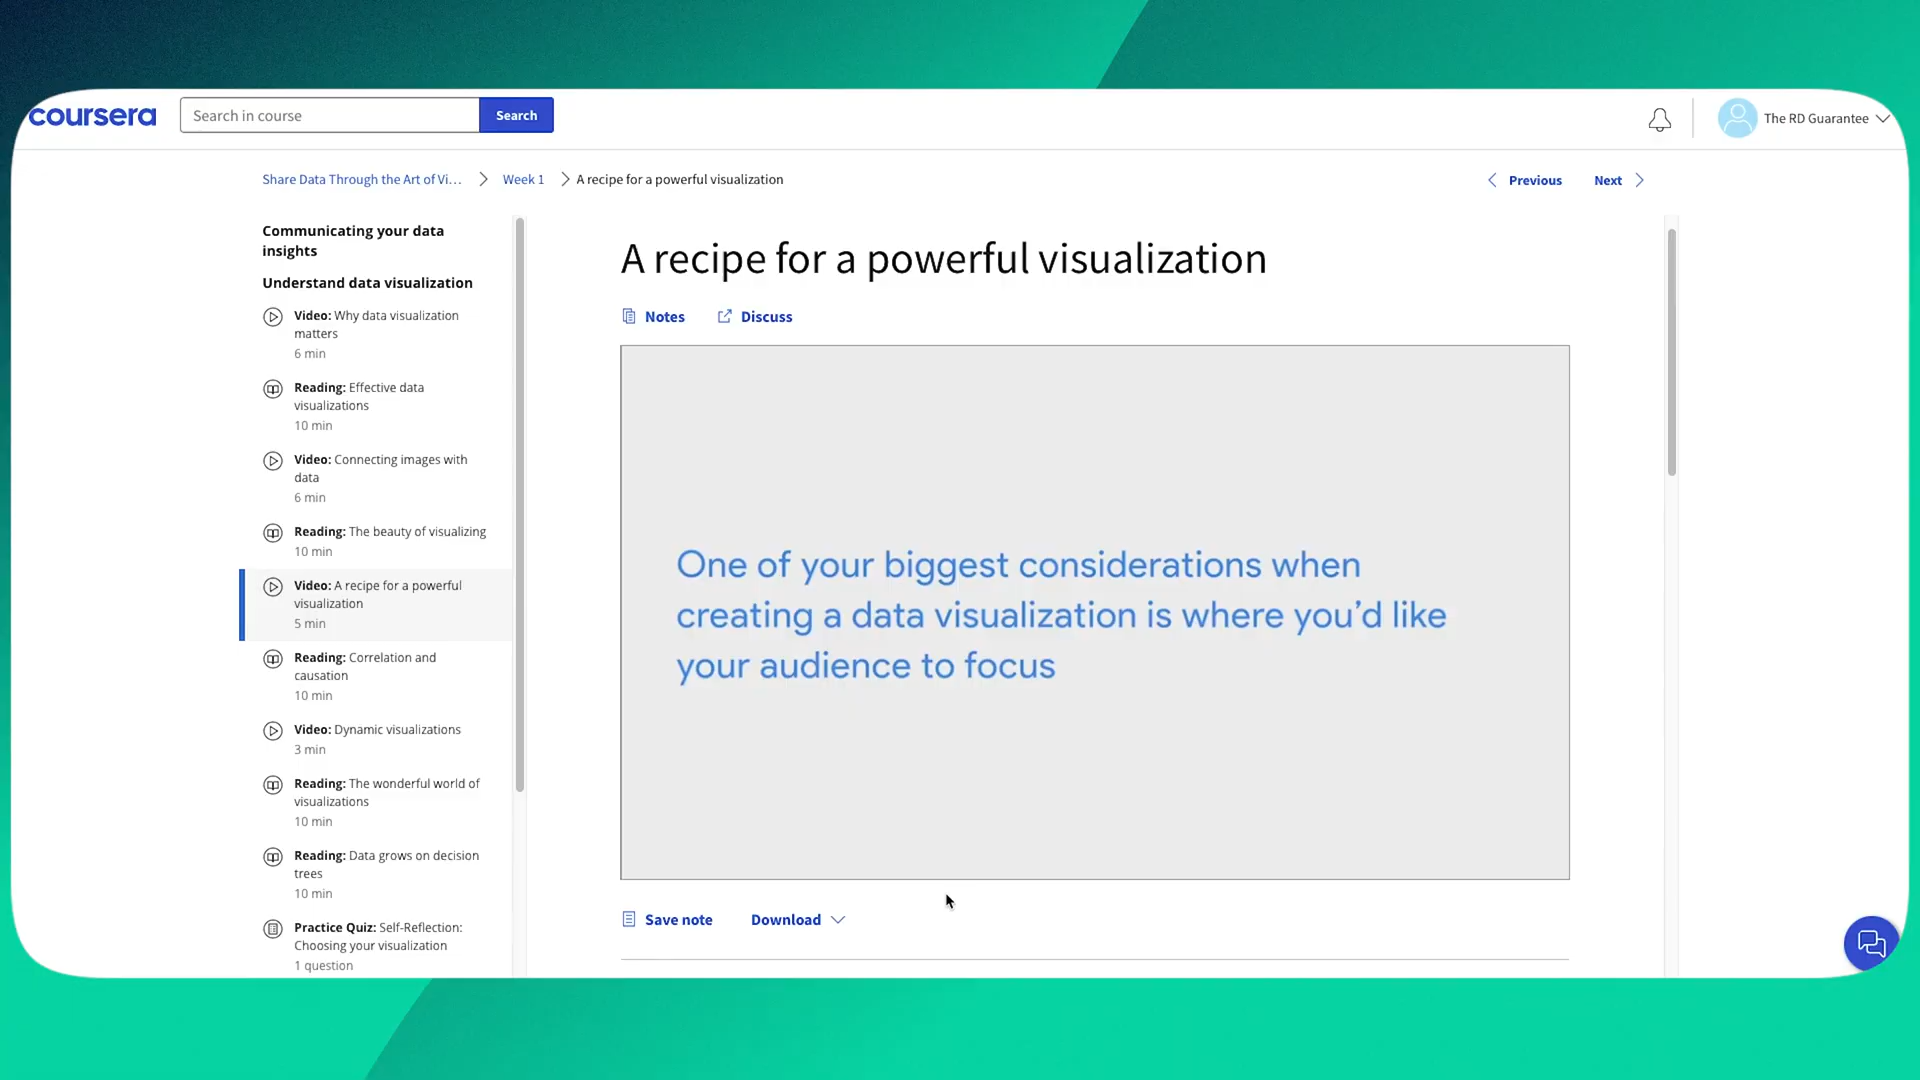 coursera
Search in course
Search
The RD Guarantee
Share Data Through the Art of Vi...
Week 1
A recipe for a powerful visualization
Previous
Next
Communicating your data
insights
Understand data visualization
Video: Why data visualization
matters
6 min
Reading: Effective data
visualizations
10 min
Video: Connecting images with
data
6 min
Reading: The beauty of visualizing
10 min
Video: A recipe for a powerful
visualization
5 min
Reading: Correlation and
causation
10 min
Video: Dynamic visualizations
3 min
Reading: The wonderful world of
visualizations
10 min
Reading: Data grows on decision
trees
10 min
Practice Quiz: Self-Reflection:
Choosing your visualization
1 question
A recipe for a powerful visualization
Notes
Discuss
One of your biggest considerations when
creating a data visualization is where you’d like
your audience to focus
Save note
Download